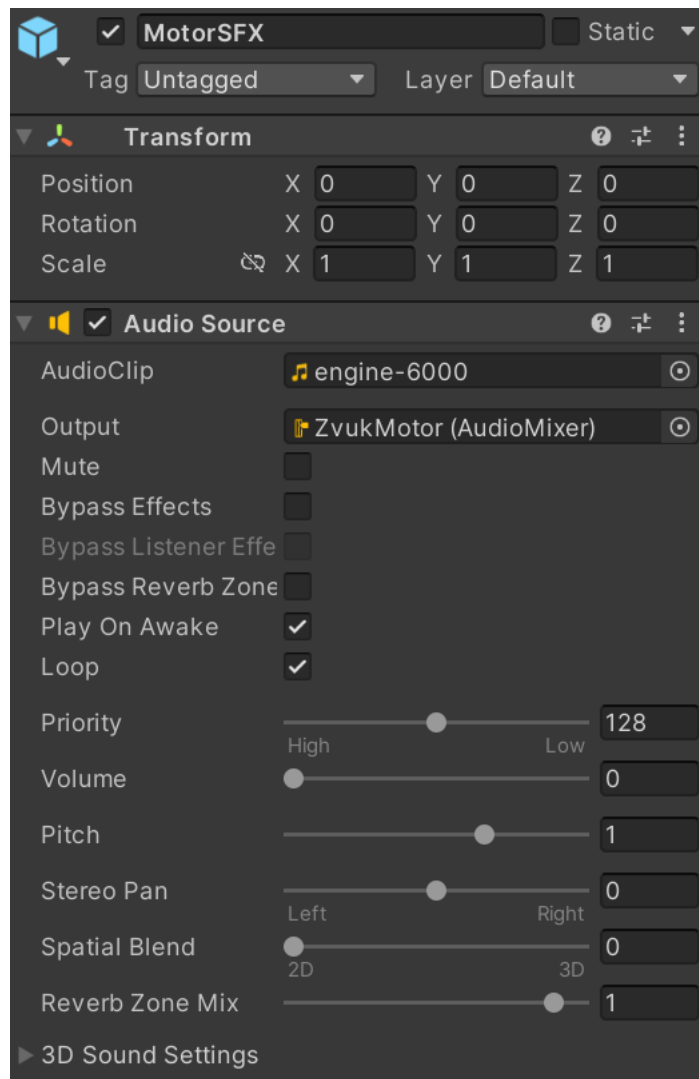 MotorSFX Static
Tag Untagged Layer Default
Transform
Position X 0 Y 0 Z 0
Rotation X 0 Y 0 Z 0
Scale X 1 Y 1 Z 1
Audio Source
AudioClip engine-6000
Output ZvukMotor (AudioMixer)
Mute
Bypass Effects
Bypass Listener Effe
Bypass Reverb Zone
Play On Awake
Loop
Priority 128
High Low
Volume 0
Pitch 1
Stereo Pan 0
Left Right
Spatial Blend 0
2D 3D
Reverb Zone Mix 1
3D Sound Settings